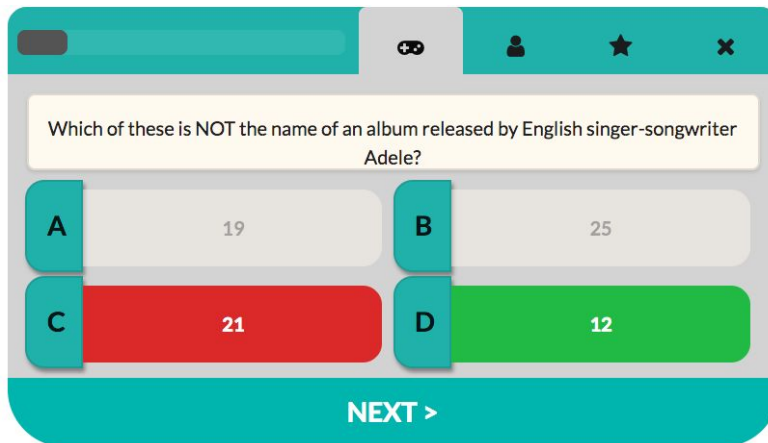 Which of these is NOT the name of an album released by English singer-songwriter
Adele?
A 19
B 25
C 21
D 12
NEXT >